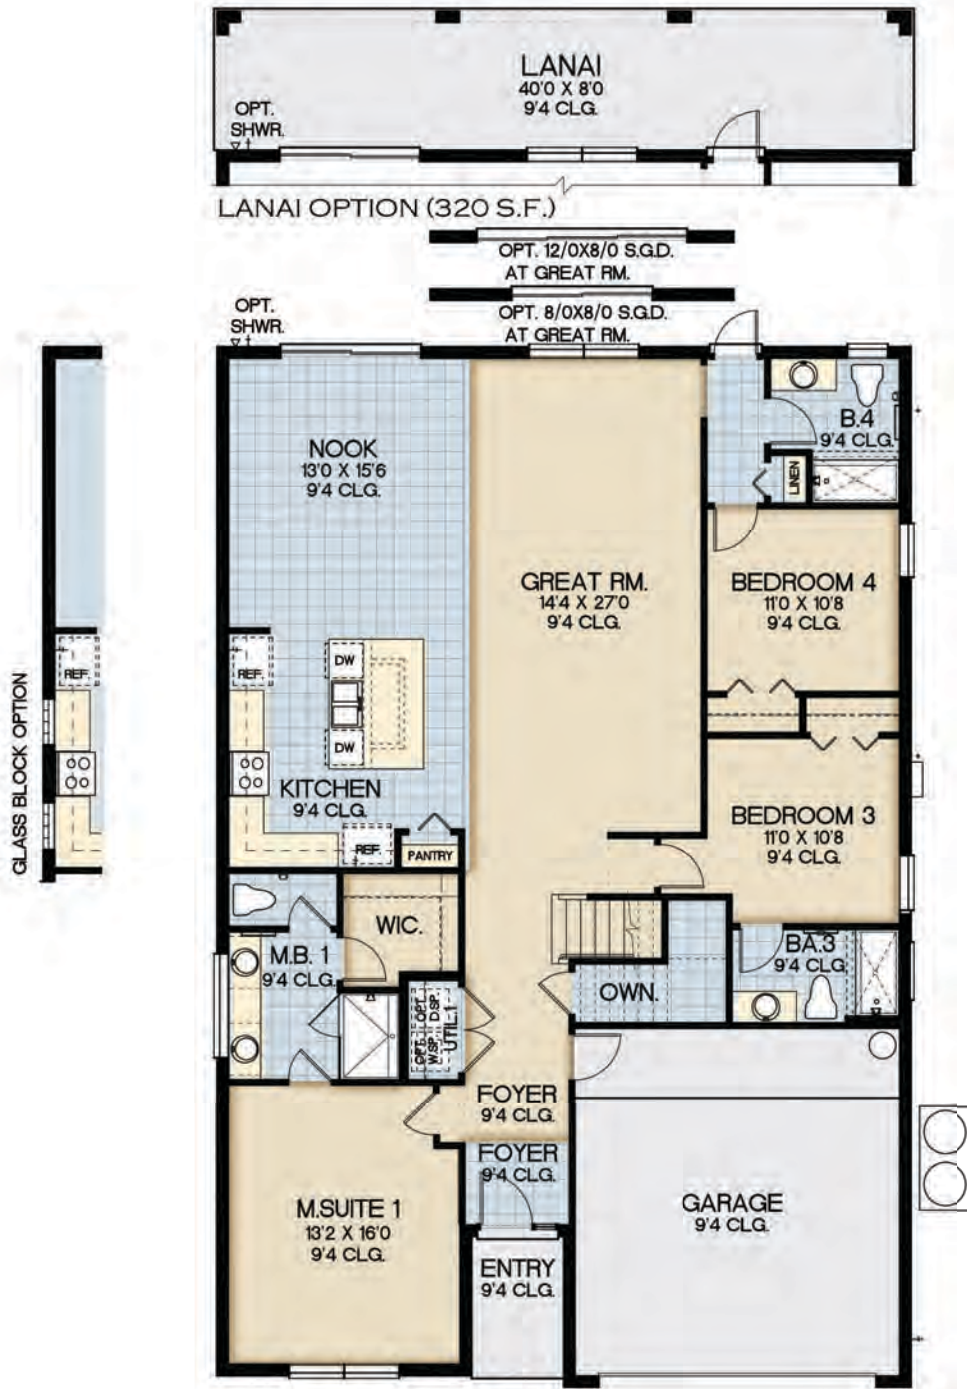 LANAI
40'0 X 8'0
9'4 CLG.
OPT.
SHWR.
LANAI OPTION (320 S.F.)
OPT. 12/0X8/0 S.G.D.
AT GREAT RM.
OPT. 8/0X8/0 S.G.D.
AT GREAT RM.
OPT.
SHWR.
B.4
9'4 CLG.
LINEN
NOOK
13'0 X 15'6
9'4 CLG.
GREAT RM.
14'4 X 27'0
9'4 CLG.
BEDROOM 4
11'0 X 10'8
9'4 CLG.
GLASS BLOCK OPTION
REF.
REF.
DW
DW
KITCHEN
9'4 CLG.
REF.
PANTRY
BEDROOM 3
11'0 X 10'8
9'4 CLG.
WIC.
M.B. 1
9'4 CLG.
BA.3
9'4 CLG.
OWN.
OPT. OPT.
W.SP. D.SP.
UTIL.1
FOYER
9'4 CLG.
FOYER
9'4 CLG.
M.SUITE 1
13'2 X 16'0
9'4 CLG.
GARAGE
9'4 CLG.
ENTRY
9'4 CLG.